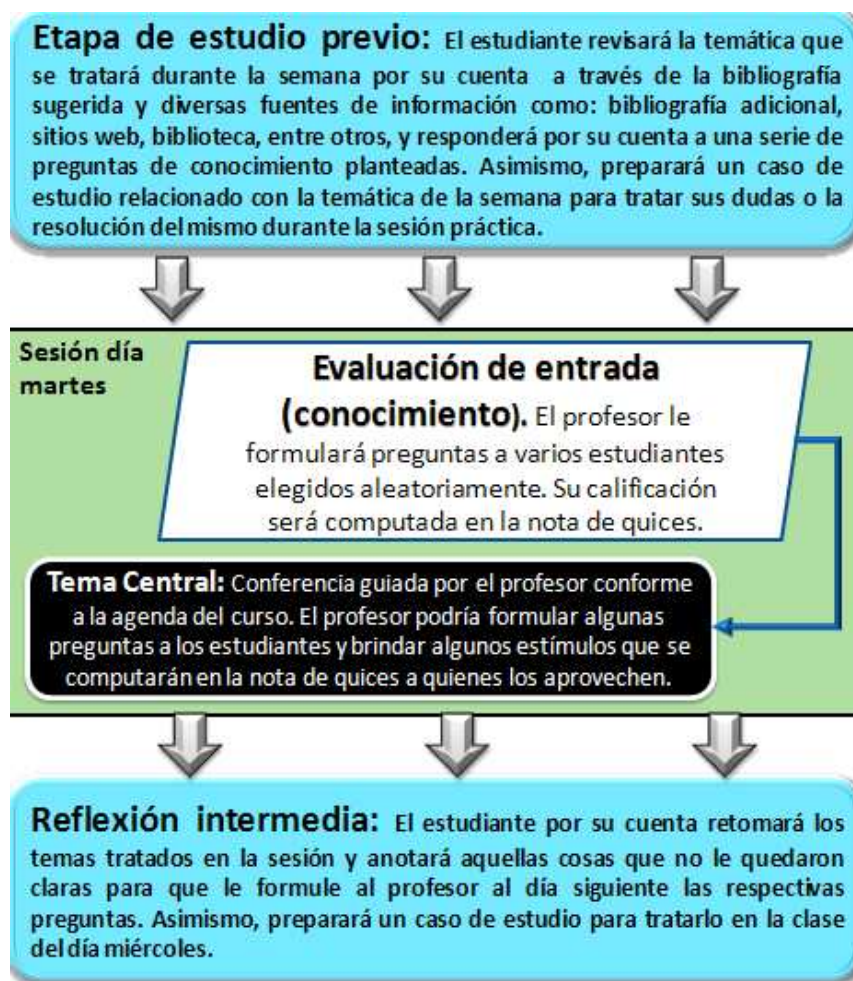 Etapa de estudio previo: El estudiante revisará la temática que
se tratará durante la semana por su cuenta a través de la bibliografía
sugerida y diversas fuentes de información como: bibliografía adicional,
sitios web, biblioteca, entre otros, y responderá por su cuenta a una serie de
preguntas de conocimiento planteadas. Asimismo, preparará un caso de
estudio relacionado con la temática de la semana para tratar sus dudas o la
resolución del mismo durante la sesión práctica.
Sesión día
martes
Evaluación de entrada
(conocimiento). El profesor le
formulará preguntas a varios estudiantes
elegidos aleatoriamente. Su calificación
será computada en la nota de quices.
Tema Central: Conferencia guiada por el profesor conforme
a la agenda del curso. El profesor podría formular algunas
preguntas a los estudiantes y brindar algunos estímulos que se
computarán en la nota de quices a quienes los aprovechen.
Reflexión intermedia: El estudiante por su cuenta retomará los
temas tratados en la sesión y anotará aquellas cosas que no le quedaron
claras para que le formule al profesor al día siguiente las respectivas
preguntas. Asimismo, preparará un caso de estudio para tratarlo en la clase
del día miércoles.